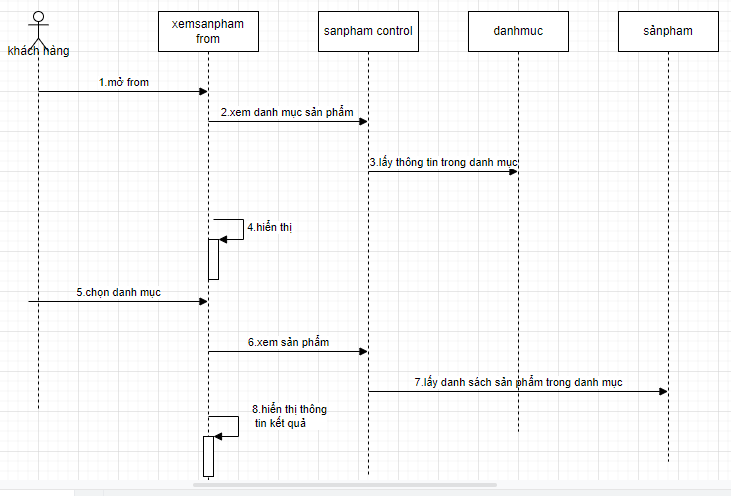 xemsanpham
from
sanpham control
danhmuc
sảnpham
khách hàng
1.mở from
2.xem danh mục sản phẩm
3.lấy thông tin trong danh mục
4.hiển thị
5.chọn danh mục
6.xem sản phẩm
7.lấy danh sách sản phẩm trong danh mục
8.hiển thị thông
tin kết quả